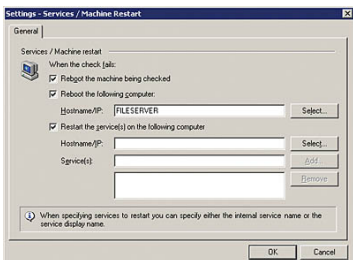 Settings - Services / Machine Restart
General
Services / Machine restart
When the check fails:
Reboot the machine being checked
Reboot the following computer:
Hostname/IP: FILESERVER Select...
Restart the service(s) on the following computer
Hostname/IP: Select...
Service(s): Add...
Remove
When specifying services to restart you can specify either the internal service name or the
service display name.
OK Cancel